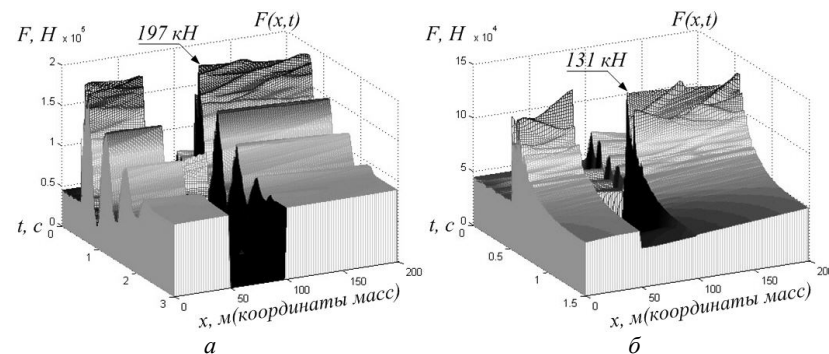 F(x,t)
F(x,t)
F, Н × 10⁵
197 кН
F, Н × 10⁴
131 кН
2
1.5
1
0.5
0
15
10
5
0
t, с
0
1
2
3
0
50
100
150
200
x, м(координаты масс)
t, с
0
0.5
1
1.5
0
50
100
150
200
x, м(координаты масс)
а
б